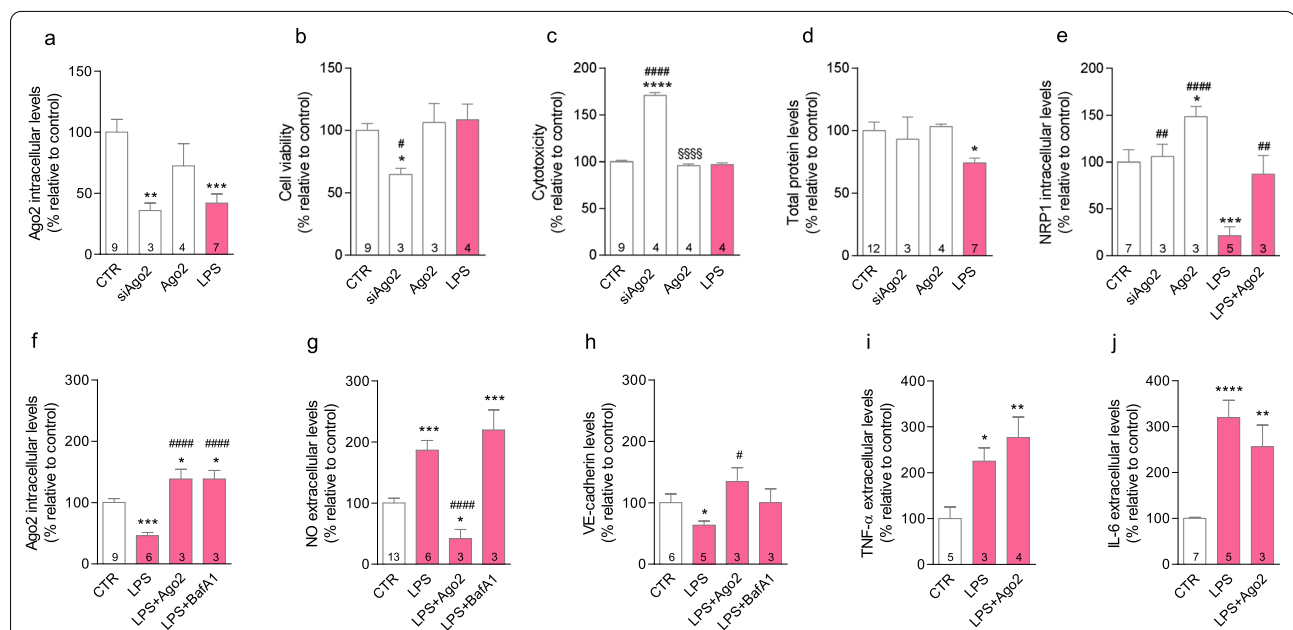 a
Ago2 intracellular levels
(% relative to control)
150
100
50
0
**
***
9
3
4
7
CTR
siAgo2
Ago2
LPS
b
Cell viability
(% relative to control)
150
100
50
0
#
*
9
3
3
4
CTR
siAgo2
Ago2
LPS
c
Cytotoxicity
(% relative to control)
200
150
100
50
0
####
****
§§§§
9
4
4
4
CTR
siAgo2
Ago2
LPS
d
Total protein levels
(% relative to control)
150
100
50
0
*
12
3
4
7
CTR
siAgo2
Ago2
LPS
e
NRP1 intracellular levels
(% relative to control)
200
150
100
50
0
##
####
*
***
##
7
3
3
5
3
CTR
siAgo2
Ago2
LPS
LPS+Ago2
f
Ago2 intracellular levels
(% relative to control)
300
200
100
0
***
####
*
####
*
9
6
3
3
CTR
LPS
LPS+Ago2
LPS+BafA1
g
NO extracellular levels
(% relative to control)
300
200
100
0
***
####
*
***
13
6
3
3
CTR
LPS
LPS+Ago2
LPS+BafA1
h
VE-cadherin levels
(% relative to control)
300
200
100
0
*
#
6
5
3
3
CTR
LPS
LPS+Ago2
LPS+BafA1
i
TNF-α extracellular levels
(% relative to control)
400
300
200
100
0
*
**
5
3
4
CTR
LPS
LPS+Ago2
j
IL-6 extracellular levels
(% relative to control)
400
300
200
100
0
****
**
7
5
3
CTR
LPS
LPS+Ago2